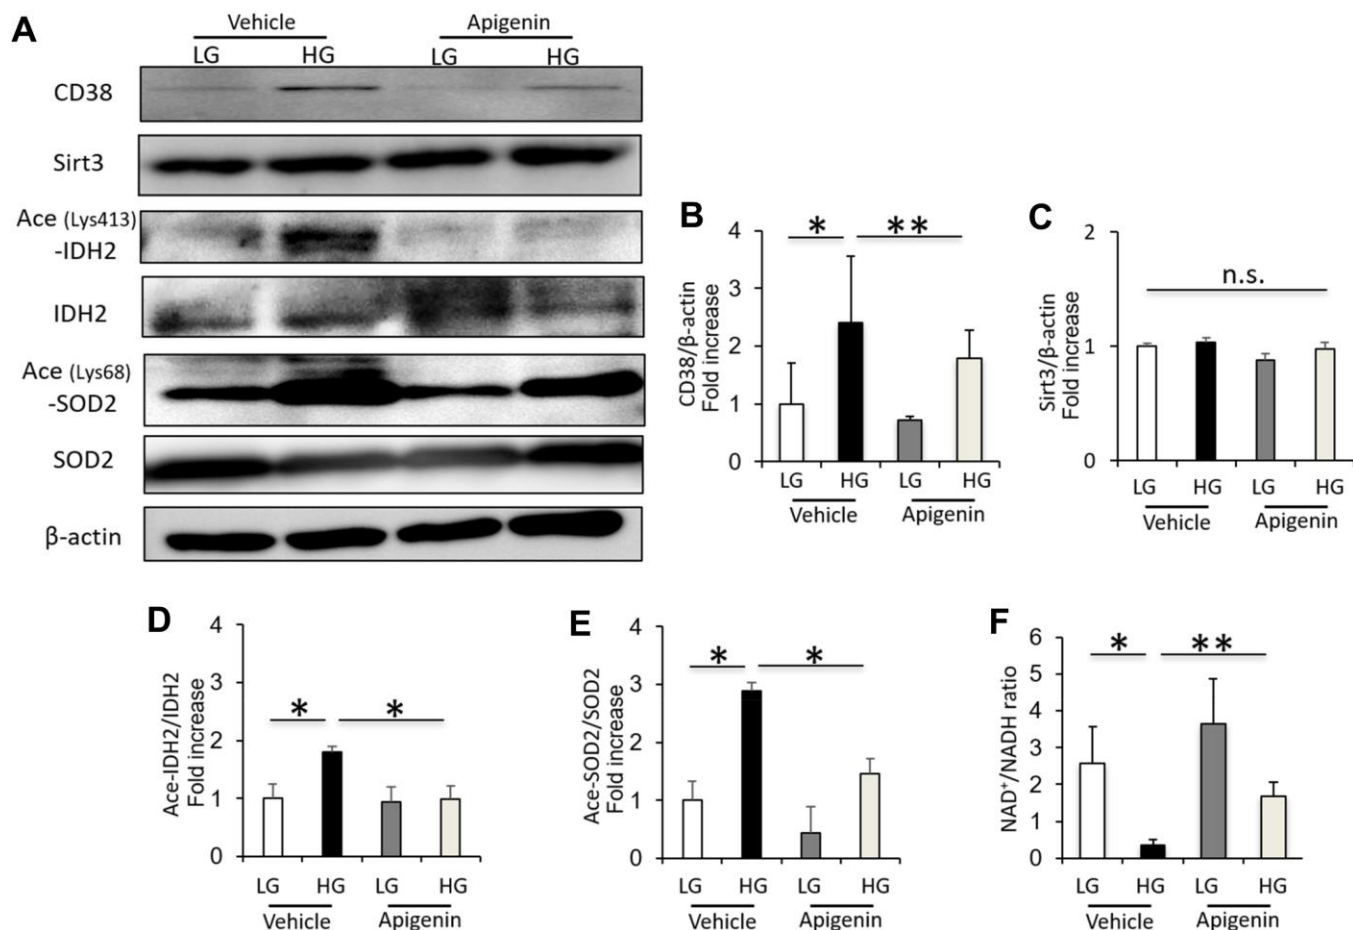 A
Vehicle Apigenin
LG HG LG HG
CD38
Sirt3
Ace (Lys413)
-IDH2
IDH2
Ace (Lys68)
-SOD2
SOD2
β-actin
B
CD38/β-actin
Fold increase
4
3
2
1
0
* **
LG HG LG HG
Vehicle Apigenin
C
Sirt3/β-actin
Fold increase
2
1
0
n.s.
LG HG LG HG
Vehicle Apigenin
D
Ace-IDH2/IDH2
Fold increase
4
3
2
1
0
* *
LG HG LG HG
Vehicle Apigenin
E
Ace-SOD2/SOD2
Fold increase
4
3
2
1
0
* *
LG HG LG HG
Vehicle Apigenin
F
NAD⁺/NADH ratio
6
5
4
3
2
1
0
* **
LG HG LG HG
Vehicle Apigenin